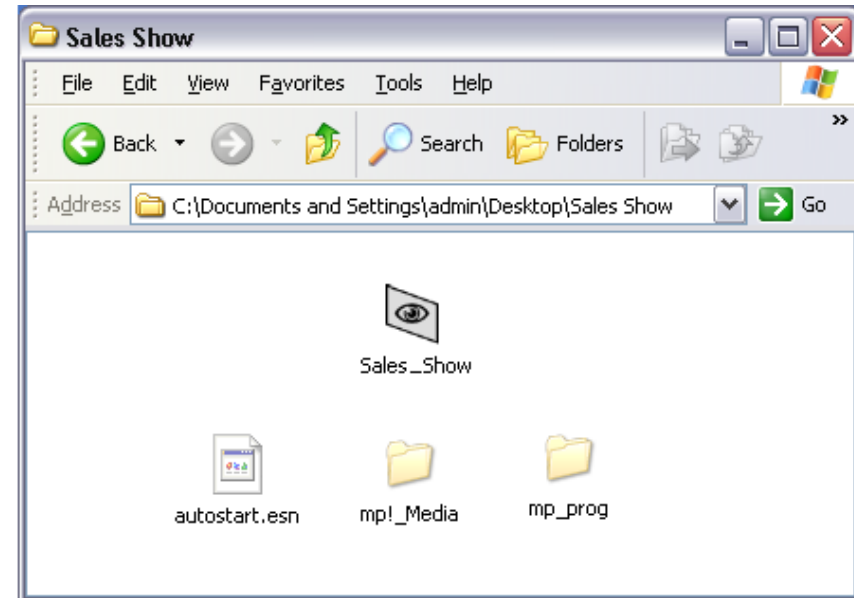 Sales Show
File Edit View Favorites Tools Help
Back Search Folders »
Address C:\Documents and Settings\admin\Desktop\Sales Show Go
Sales_Show
autostart.esn mp!_Media mp_prog